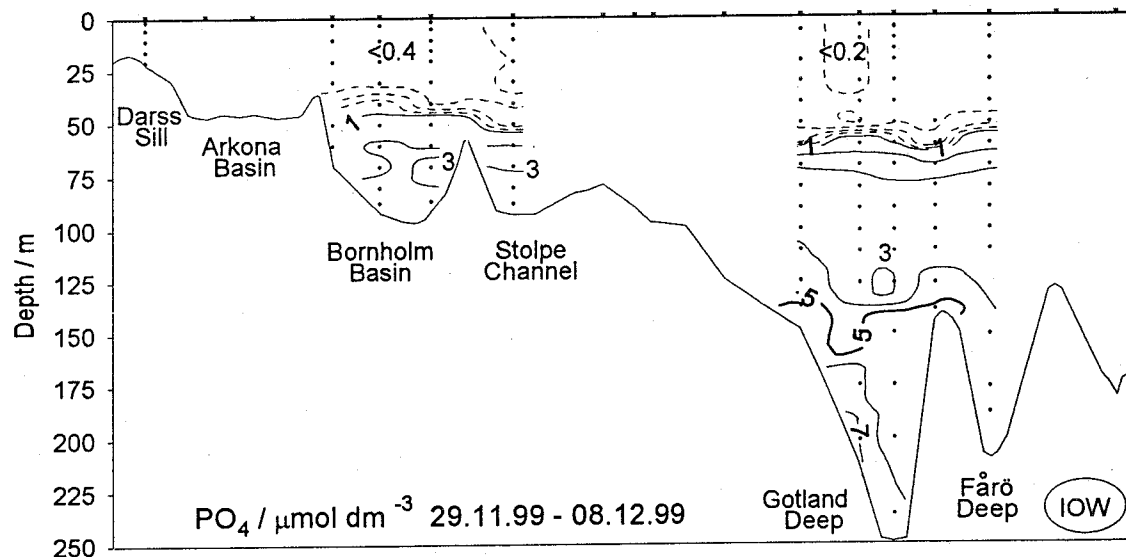 0
25
50
75
100
125
150
175
200
225
250
Depth / m
<0.4
<0.2
Darss
Sill
Arkona
Basin
1
3
3
1
1
Bornholm
Basin
Stolpe
Channel
3
5
5
7
Gotland
Deep
Fårö
Deep
IOW
PO4 / µmol dm -3 29.11.99 - 08.12.99